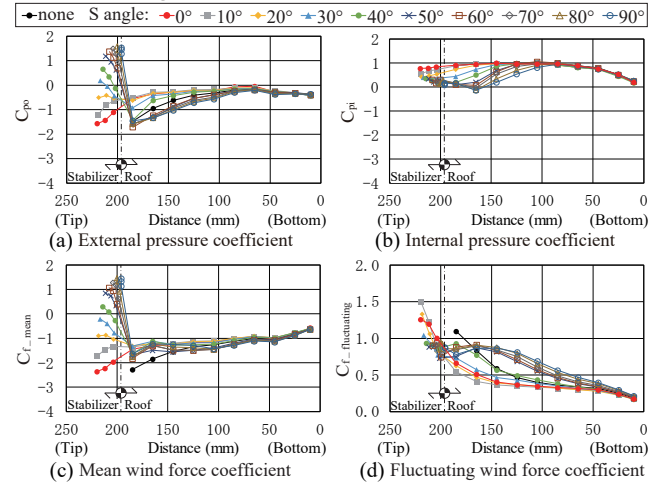 none S angle: 0° 10° 20° 30° 40° 50° 60° 70° 80° 90°
2
1
0
−1
−2
−3
−4
C_po
Stabilizer Roof
250 200 150 100 50 0
(Tip) Distance (mm) (Bottom)
(a) External pressure coefficient
2
1
0
−1
−2
−3
−4
C_pi
Stabilizer Roof
250 200 150 100 50 0
(Tip) Distance (mm) (Bottom)
(b) Internal pressure coefficient
2
1
0
−1
−2
−3
−4
C_f_mean
Stabilizer Roof
250 200 150 100 50 0
(Tip) Distance (mm) (Bottom)
(c) Mean wind force coefficient
2.0
1.5
1.0
0.5
0.0
C_f_fluctuating
Stabilizer Roof
250 200 150 100 50 0
(Tip) Distance (mm) (Bottom)
(d) Fluctuating wind force coefficient